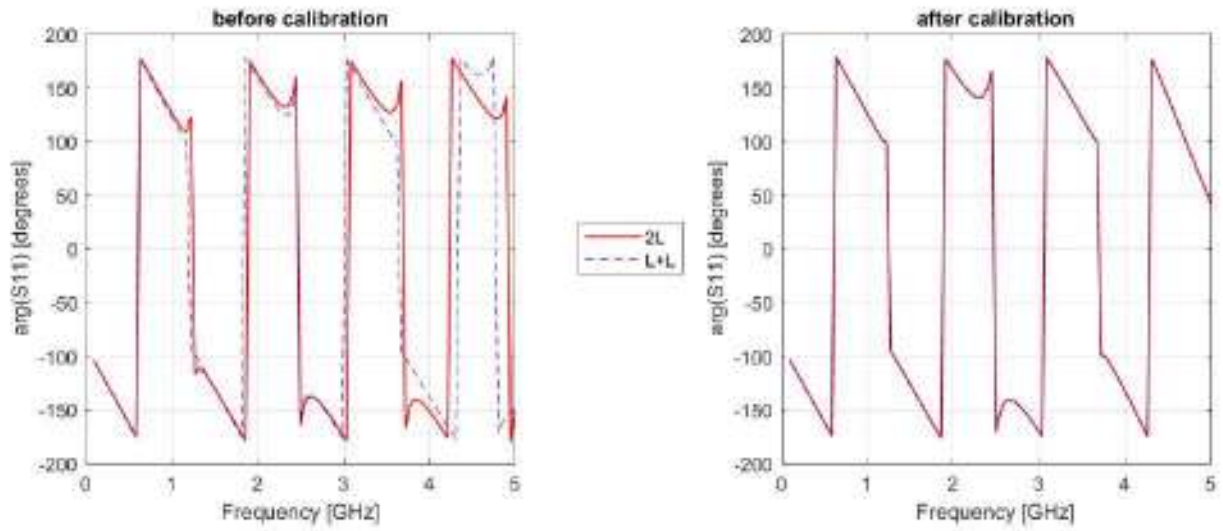 before calibration
200
150
100
50
0
-50
-100
-150
-200
arg(S11) [degrees]
0 1 2 3 4 5
Frequency [GHz]
2L
L+L
after calibration
200
150
100
50
0
-50
-100
-150
-200
arg(S11) [degrees]
0 1 2 3 4 5
Frequency [GHz]